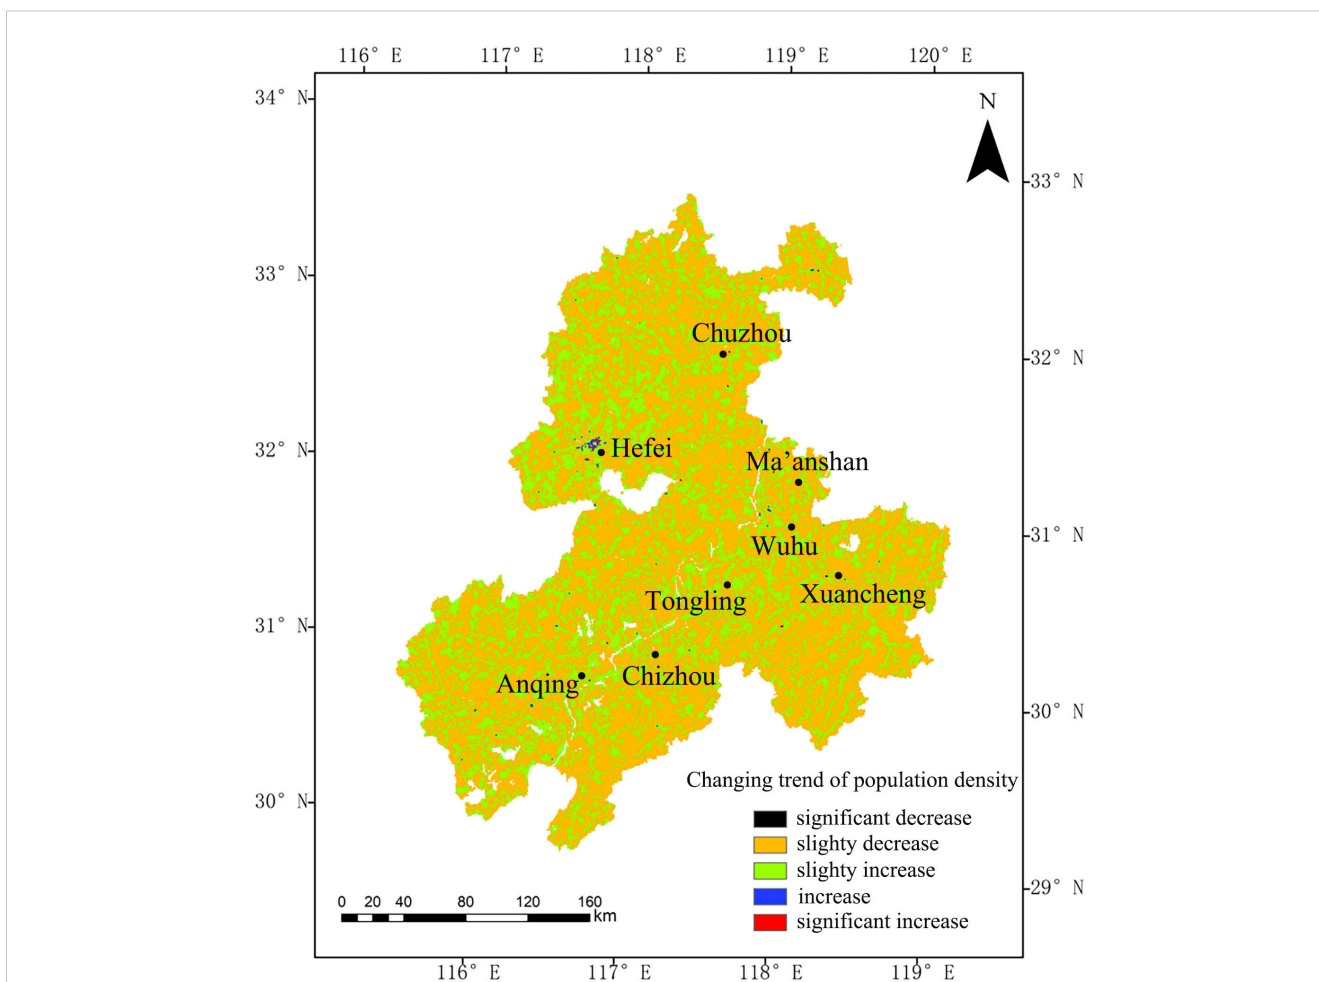 116° E 117° E 118° E 119° E 120° E
34° N
N
33° N
33° N
Chuzhou
32° N
32° N
Hefei
Ma’anshan
31° N
Wuhu
Xuancheng
Tongling
31° N
Chizhou
Anqing
30° N
Changing trend of population density
30° N
significant decrease
slighty decrease
slighty increase
29° N
increase
significant increase
0 20 40 80 120 160
km
116° E 117° E 118° E 119° E